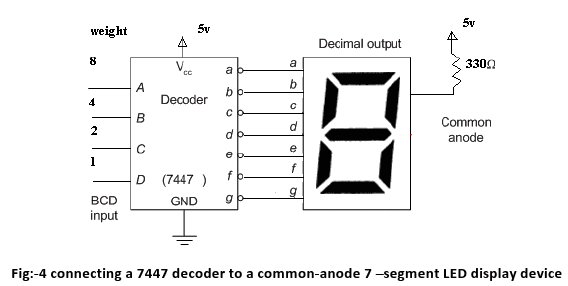 weight
5v
5v
Decimal output
8
V cc
330Ω
a
a
A
b
b
4
Decoder
c
c
B
d
d
2
Common
anode
e
e
C
f
f
1
D
(7447 )
g
g
BCD
input
GND
Fig:-4 connecting a 7447 decoder to a common-anode 7 –segment LED display device